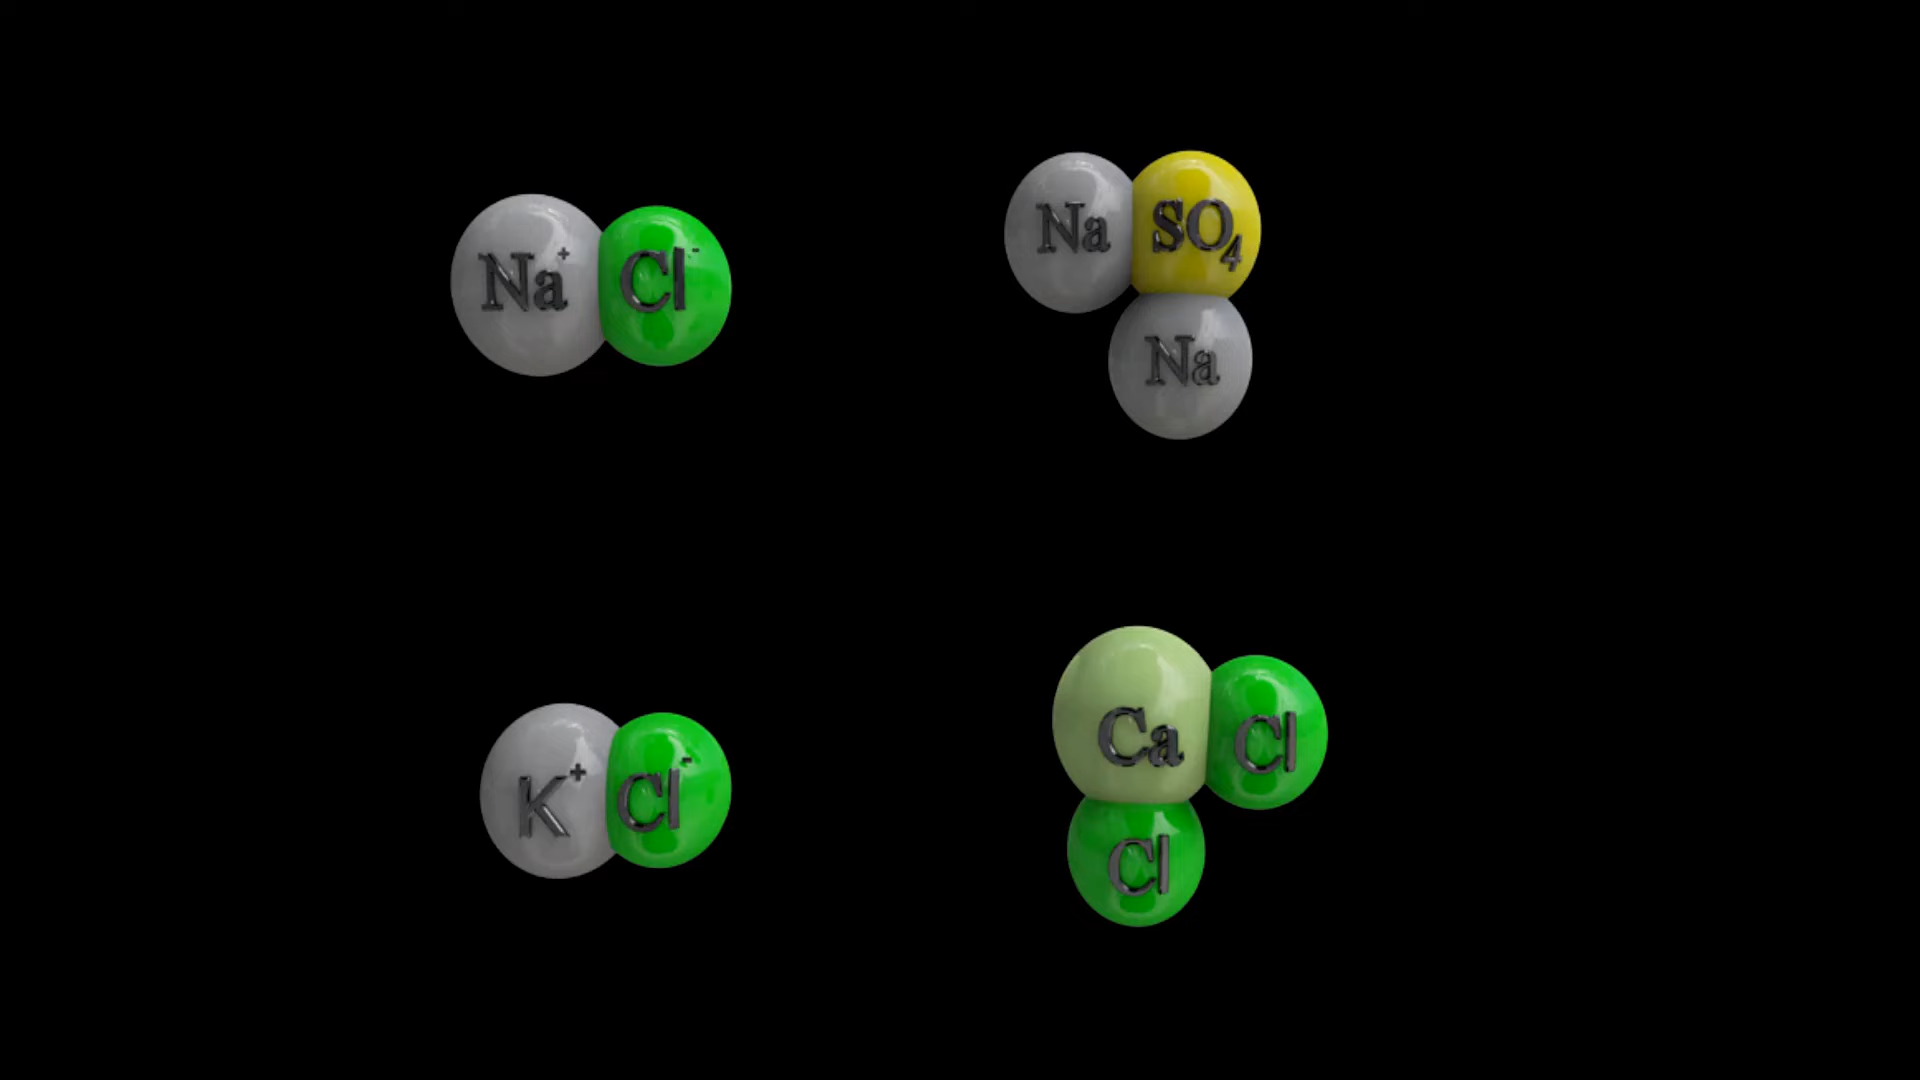 Na⁺ Cl⁻
Na SO₄
Na
K⁺ Cl⁻
Ca Cl
Cl